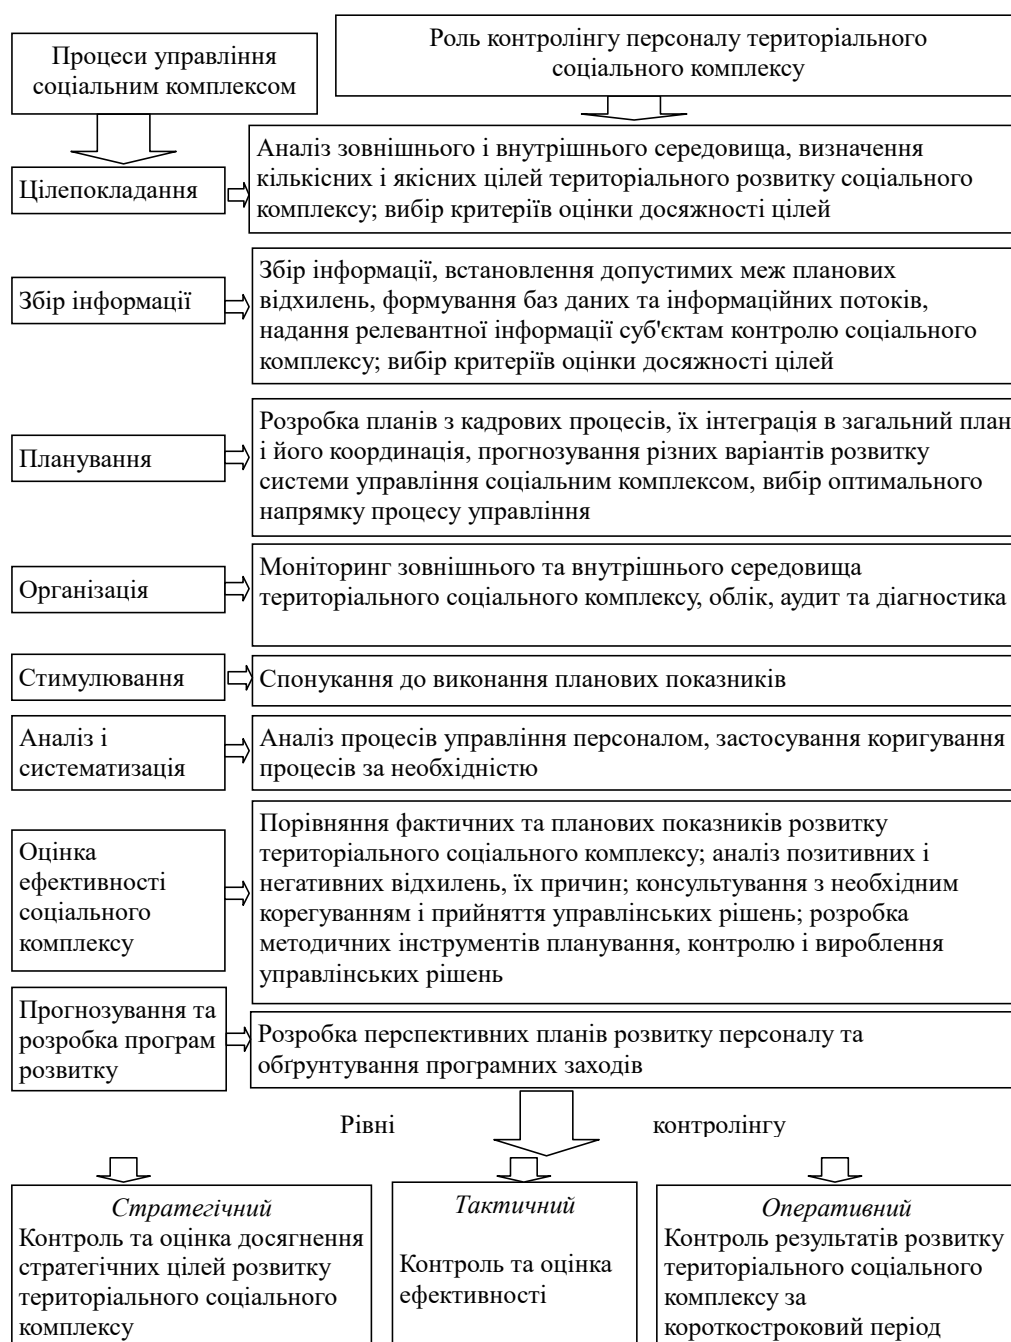 Процеси управління
соціальним комплексом
Роль контролінгу персоналу територіального
соціального комплексу
Цілепокладання
Аналіз зовнішнього і внутрішнього середовища, визначення
кількісних і якісних цілей територіального розвитку соціального
комплексу; вибір критеріїв оцінки досяжності цілей
Збір інформації
Збір інформації, встановлення допустимих меж планових
відхилень, формування баз даних та інформаційних потоків,
надання релевантної інформації суб'єктам контролю соціального
комплексу; вибір критеріїв оцінки досяжності цілей
Планування
Розробка планів з кадрових процесів, їх інтеграція в загальний план
і його координація, прогнозування різних варіантів розвитку
системи управління соціальним комплексом, вибір оптимального
напрямку процесу управління
Організація
Моніторинг зовнішнього та внутрішнього середовища
територіального соціального комплексу, облік, аудит та діагностика
Стимулювання
Спонукання до виконання планових показників
Аналіз і
систематизація
Аналіз процесів управління персоналом, застосування коригування
процесів за необхідністю
Оцінка
ефективності
соціального
комплексу
Порівняння фактичних та планових показників розвитку
територіального соціального комплексу; аналіз позитивних і
негативних відхилень, їх причин; консультування з необхідним
корегуванням і прийняття управлінських рішень; розробка
методичних інструментів планування, контролю і вироблення
управлінських рішень
Прогнозування та
розробка програм
розвитку
Розробка перспективних планів розвитку персоналу та
обґрунтування програмних заходів
Рівні контролінгу
Стратегічний
Контроль та оцінка досягнення
стратегічних цілей розвитку
територіального соціального
комплексу
Тактичний
Контроль та оцінка
ефективності
Оперативний
Контроль результатів розвитку
територіального соціального
комплексу за
короткостроковий період